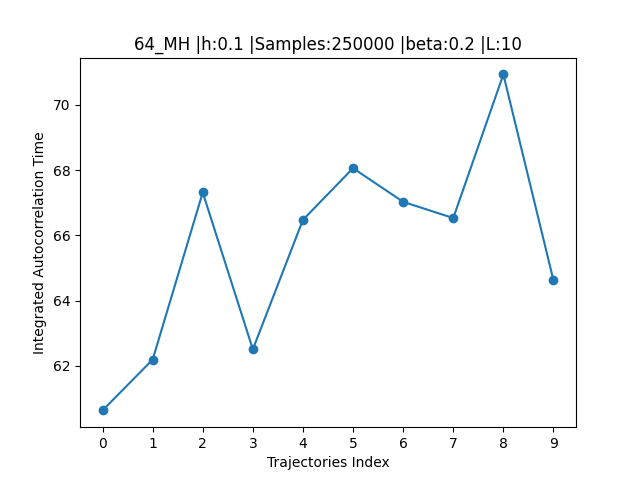 64_MH |h:0.1 |Samples:250000 |beta:0.2 |L:10
Integrated Autocorrelation Time
70
68
66
64
62
0 1 2 3 4 5 6 7 8 9
Trajectories Index